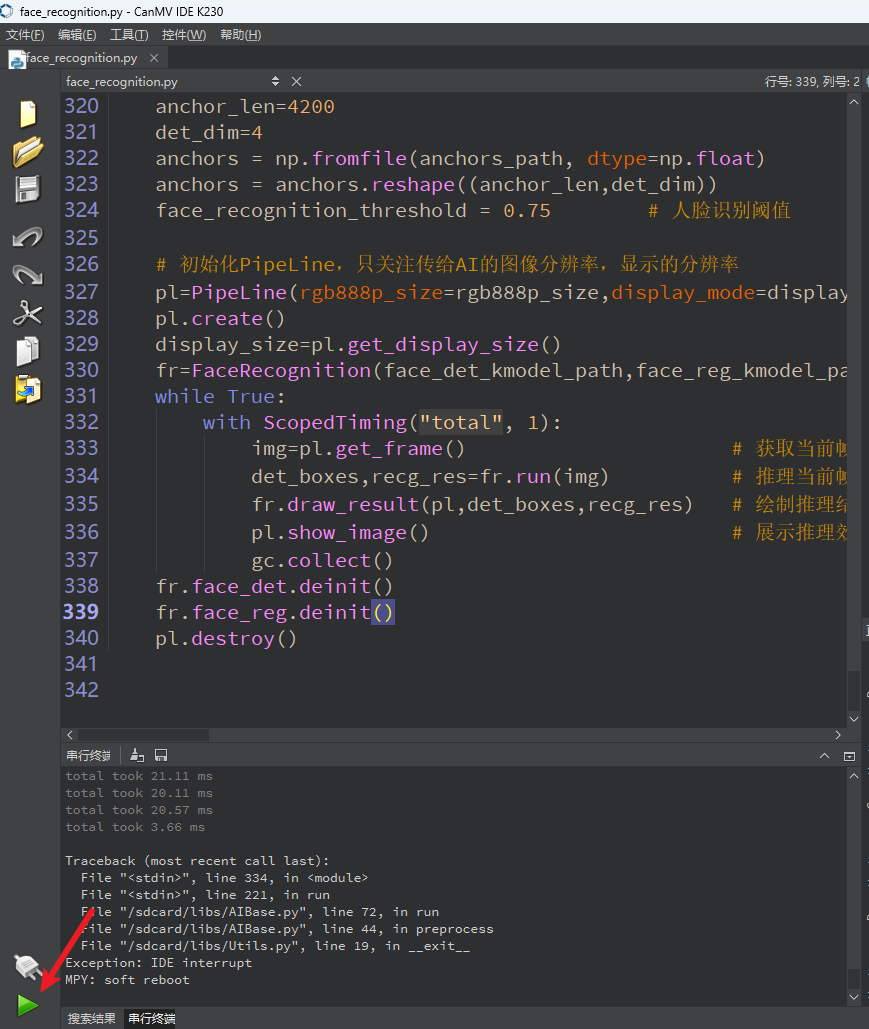 face_recognition.py - CanMV IDE K230
文件(F) 编辑(E) 工具(T) 控件(W) 帮助(H)
face_recognition.py
face_recognition.py 行号: 339, 列号: 2
320 anchor_len=4200
321 det_dim=4
322 anchors = np.fromfile(anchors_path, dtype=np.float)
323 anchors = anchors.reshape((anchor_len,det_dim))
324 face_recognition_threshold = 0.75 # 人脸识别阈值
325
326 # 初始化PipeLine，只关注传给AI的图像分辨率，显示的分辨率
327 pl=PipeLine(rgb888p_size=rgb888p_size,display_mode=display
328 pl.create()
329 display_size=pl.get_display_size()
330 fr=FaceRecognition(face_det_kmodel_path,face_reg_kmodel_pa
331 while True:
332 with ScopedTiming("total", 1):
333 img=pl.get_frame() # 获取当前帧
334 det_boxes,recg_res=fr.run(img) # 推理当前帧
335 fr.draw_result(pl,det_boxes,recg_res) # 绘制推理结
336 pl.show_image() # 展示推理效
337 gc.collect()
338 fr.face_det.deinit()
339 fr.face_reg.deinit()
340 pl.destroy()
341
342
串行终端
total took 21.11 ms
total took 20.11 ms
total took 20.57 ms
total took 3.66 ms
Traceback (most recent call last):
File "<stdin>", line 334, in <module>
File "<stdin>", line 221, in run
File "/sdcard/libs/AIBase.py", line 72, in run
File "/sdcard/libs/AIBase.py", line 44, in preprocess
File "/sdcard/libs/Utils.py", line 19, in __exit__
Exception: IDE interrupt
MPY: soft reboot
搜索结果 串行终端